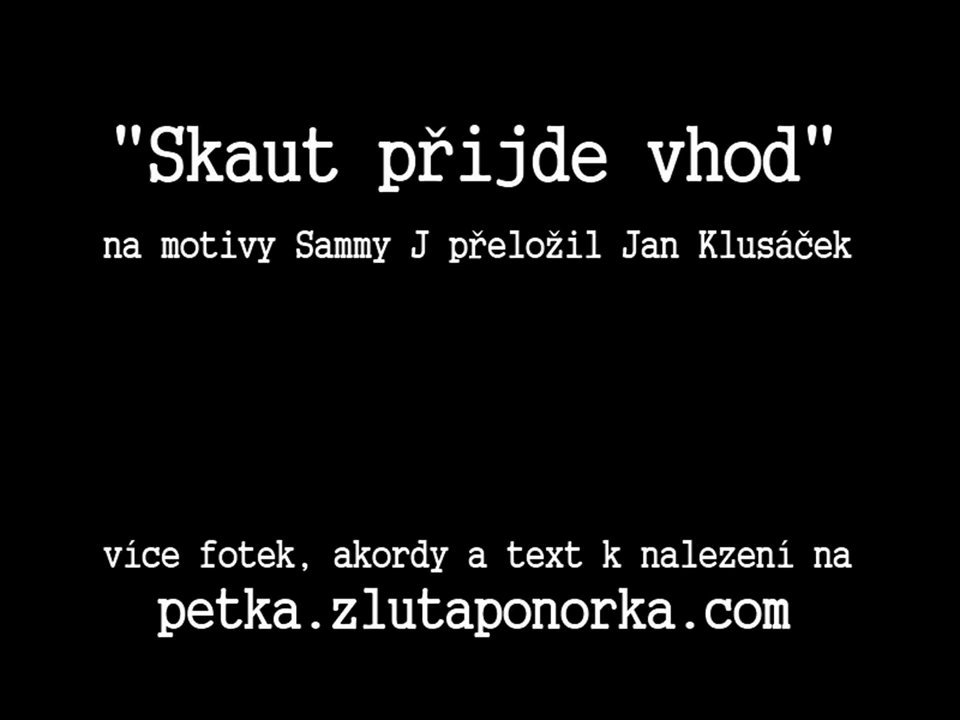 "Skaut přijde vhod"
na motivy Sammy J přeložil Jan Klusáček
více fotek, akordy a text k nalezení na
petka.zlutaponorka.com